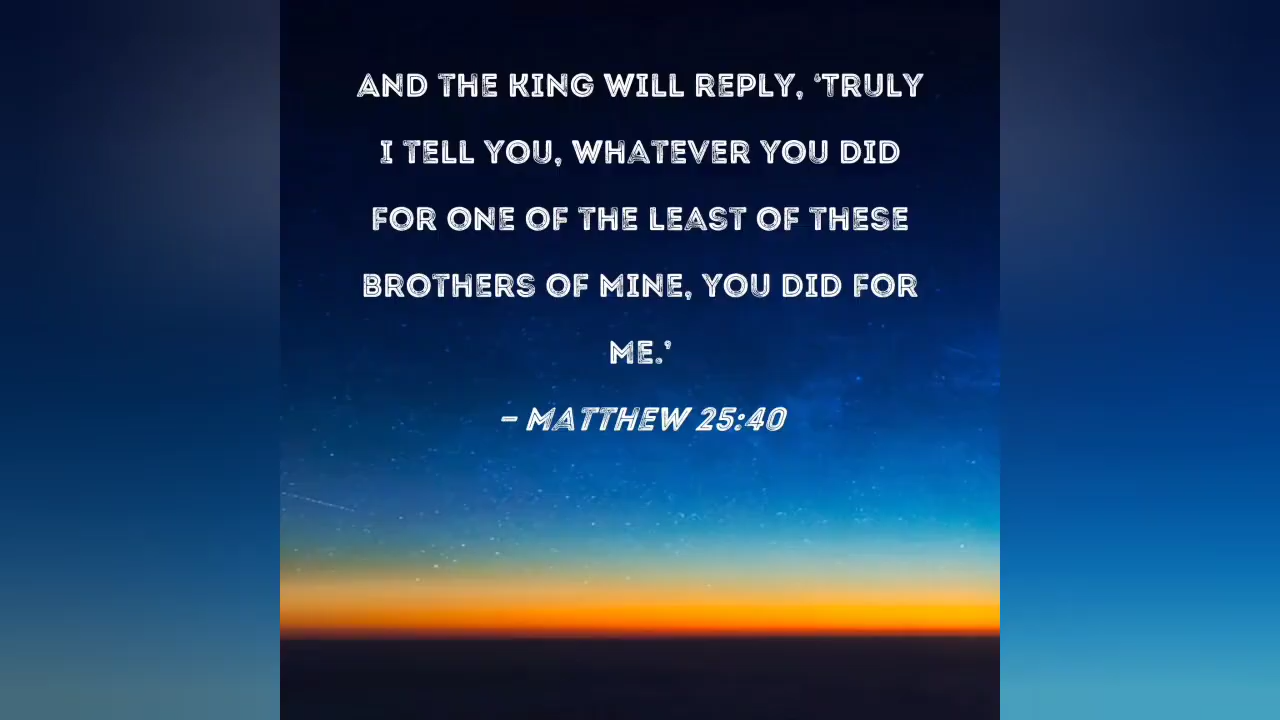 AND THE KING WILL REPLY, ‘TRULY
I TELL YOU, WHATEVER YOU DID
FOR ONE OF THE LEAST OF THESE
BROTHERS OF MINE, YOU DID FOR
ME.’
– MATTHEW 25:40